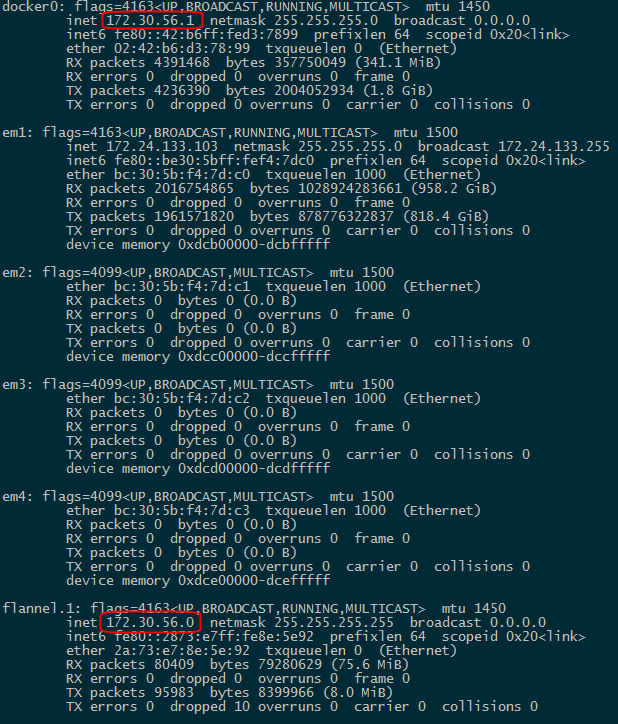 docker0: flags=4163<UP,BROADCAST,RUNNING,MULTICAST>  mtu 1450
inet 172.30.56.1  netmask 255.255.255.0  broadcast 0.0.0.0
inet6 fe80::42:b6ff:fed3:7899  prefixlen 64  scopeid 0x20<link>
ether 02:42:b6:d3:78:99  txqueuelen 0  (Ethernet)
RX packets 4391468  bytes 357750049 (341.1 MiB)
RX errors 0  dropped 0  overruns 0  frame 0
TX packets 4236390  bytes 2004052934 (1.8 GiB)
TX errors 0  dropped 0 overruns 0  carrier 0  collisions 0
em1: flags=4163<UP,BROADCAST,RUNNING,MULTICAST>  mtu 1500
inet 172.24.133.103  netmask 255.255.255.0  broadcast 172.24.133.255
inet6 fe80::be30:5bff:fef4:7dc0  prefixlen 64  scopeid 0x20<link>
ether bc:30:5b:f4:7d:c0  txqueuelen 1000  (Ethernet)
RX packets 2016754865  bytes 1028924283661 (958.2 GiB)
RX errors 0  dropped 0  overruns 0  frame 0
TX packets 1961571820  bytes 878776322837 (818.4 GiB)
TX errors 0  dropped 0 overruns 0  carrier 0  collisions 0
device memory 0xdcb00000-dcbfffff
em2: flags=4099<UP,BROADCAST,MULTICAST>  mtu 1500
ether bc:30:5b:f4:7d:c1  txqueuelen 1000  (Ethernet)
RX packets 0  bytes 0 (0.0 B)
RX errors 0  dropped 0  overruns 0  frame 0
TX packets 0  bytes 0 (0.0 B)
TX errors 0  dropped 0 overruns 0  carrier 0  collisions 0
device memory 0xdcc00000-dccfffff
em3: flags=4099<UP,BROADCAST,MULTICAST>  mtu 1500
ether bc:30:5b:f4:7d:c2  txqueuelen 1000  (Ethernet)
RX packets 0  bytes 0 (0.0 B)
RX errors 0  dropped 0  overruns 0  frame 0
TX packets 0  bytes 0 (0.0 B)
TX errors 0  dropped 0 overruns 0  carrier 0  collisions 0
device memory 0xdcd00000-dcdfffff
em4: flags=4099<UP,BROADCAST,MULTICAST>  mtu 1500
ether bc:30:5b:f4:7d:c3  txqueuelen 1000  (Ethernet)
RX packets 0  bytes 0 (0.0 B)
RX errors 0  dropped 0  overruns 0  frame 0
TX packets 0  bytes 0 (0.0 B)
TX errors 0  dropped 0 overruns 0  carrier 0  collisions 0
device memory 0xdce00000-dcefffff
flannel.1: flags=4163<UP,BROADCAST,RUNNING,MULTICAST>  mtu 1450
inet 172.30.56.0  netmask 255.255.255.255  broadcast 0.0.0.0
inet6 fe80::2873:e7ff:fe8e:5e92  prefixlen 64  scopeid 0x20<link>
ether 2a:73:e7:8e:5e:92  txqueuelen 0  (Ethernet)
RX packets 80409  bytes 79280629 (75.6 MiB)
RX errors 0  dropped 0  overruns 0  frame 0
TX packets 95983  bytes 8399966 (8.0 MiB)
TX errors 0  dropped 10 overruns 0  carrier 0  collisions 0